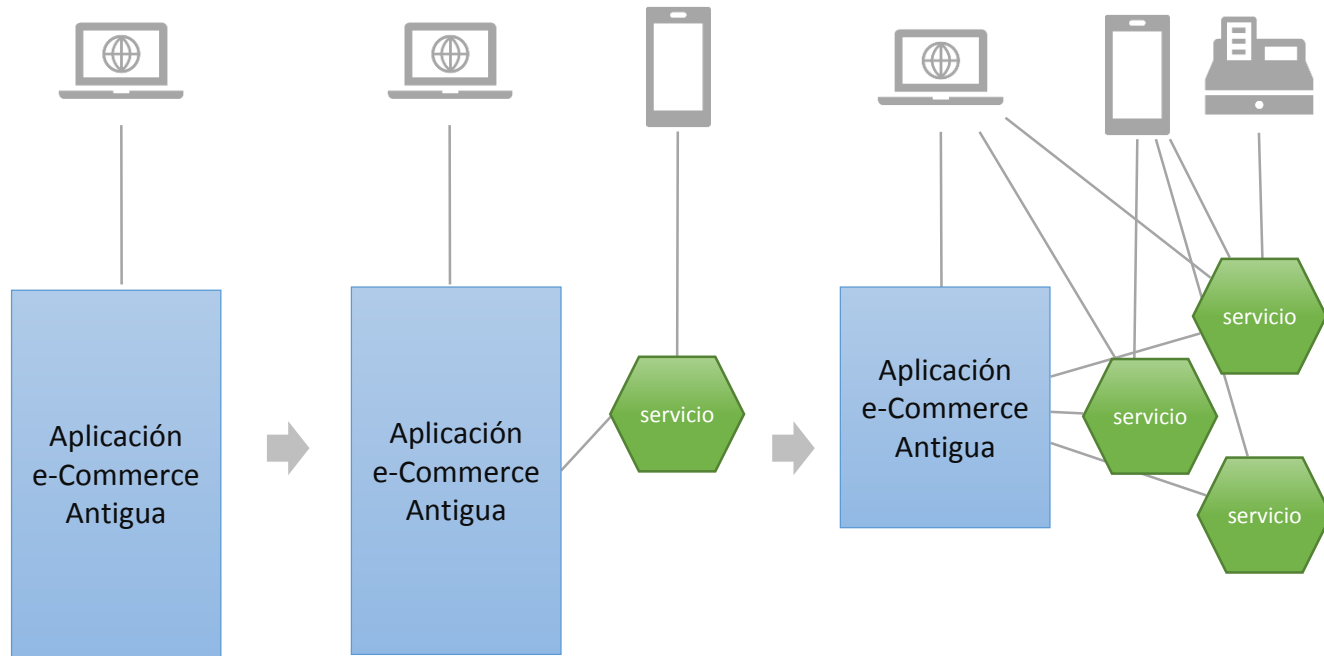 Aplicación
e-Commerce
Antigua
Aplicación
e-Commerce
Antigua
servicio
Aplicación
e-Commerce
Antigua
servicio
servicio
servicio